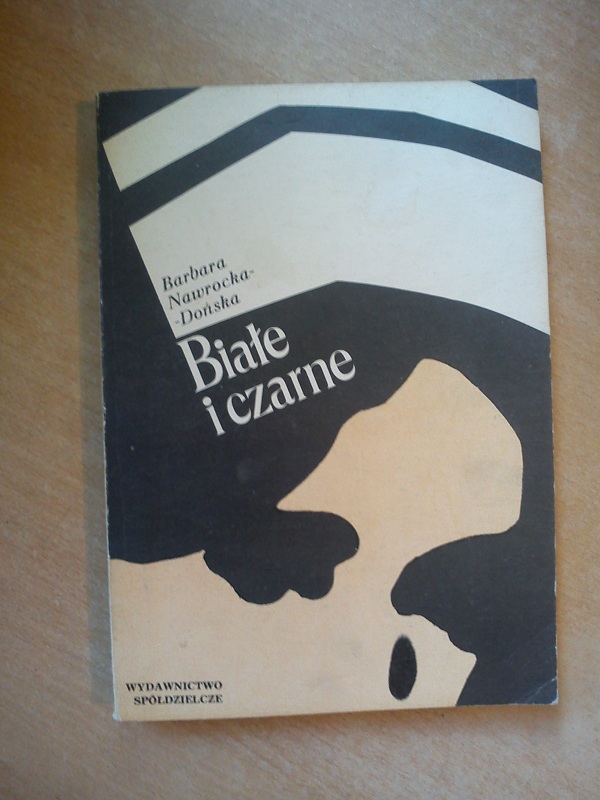 Barbara
Nawrocka-
-Dońska
Białe
i czarne
WYDAWNICTWO
SPÓŁDZIELCZE